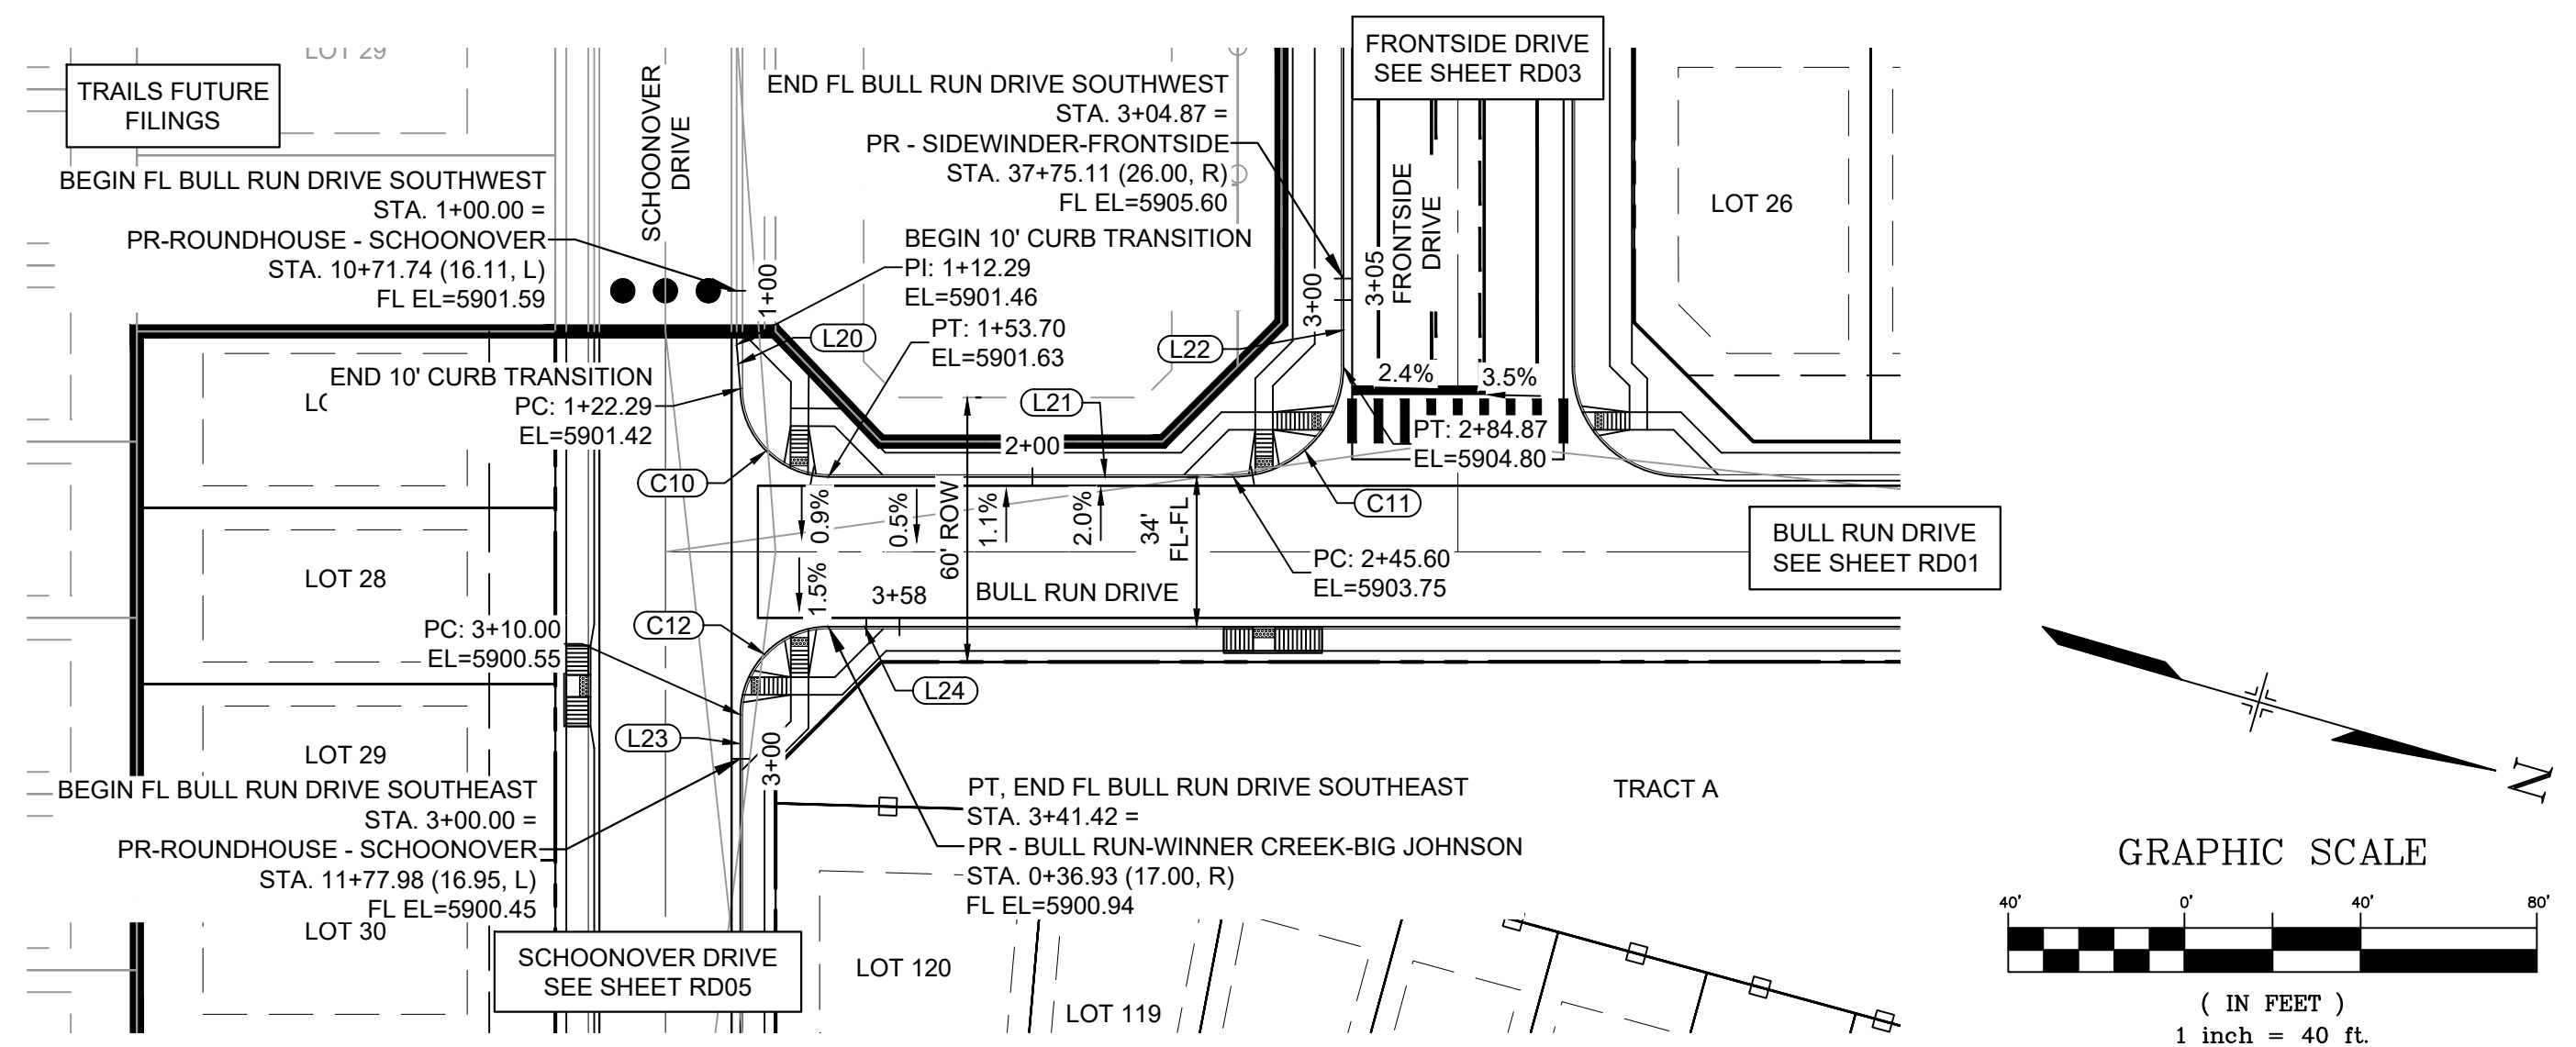 LOT 29
TRAILS FUTURE
FILINGS
SCHOONOVER
DRIVE
END FL BULL RUN DRIVE SOUTHWEST
STA. 3+04.87 =
PR - SIDEWINDER-FRONTSIDE
STA. 37+75.11 (26.00, R)
FL EL=5905.60
FRONTSIDE DRIVE
SEE SHEET RD03
LOT 26
BEGIN FL BULL RUN DRIVE SOUTHWEST
STA. 1+00.00 =
PR-ROUNDHOUSE - SCHOONOVER
STA. 10+71.74 (16.11, L)
FL EL=5901.59
1+00
BEGIN 10' CURB TRANSITION
PI: 1+12.29
EL=5901.46
PT: 1+53.70
EL=5901.63
L20
L22
3+00
3+05
FRONTSIDE
DRIVE
2.4%
3.5%
END 10' CURB TRANSITION
PC: 1+22.29
EL=5901.42
L21
2+00
PT: 2+84.87
EL=5904.80
C10
C11
0.9%
0.5%
60' ROW
1.1%
2.0%
34'
FL-FL
BULL RUN DRIVE
SEE SHEET RD01
PC: 2+45.60
EL=5903.75
LOT 28
1.5%
3+58
BULL RUN DRIVE
PC: 3+10.00
EL=5900.55
C12
L24
L23
3+00
LOT 29
BEGIN FL BULL RUN DRIVE SOUTHEAST
STA. 3+00.00 =
PR-ROUNDHOUSE - SCHOONOVER
STA. 11+77.98 (16.95, L)
FL EL=5900.45
LOT 30
PT, END FL BULL RUN DRIVE SOUTHEAST
STA. 3+41.42 =
PR - BULL RUN-WINNER CREEK-BIG JOHNSON
STA. 0+36.93 (17.00, R)
FL EL=5900.94
TRACT A
SCHOONOVER DRIVE
SEE SHEET RD05
LOT 120
LOT 119
N
GRAPHIC SCALE
40' 0' 40' 80'
( IN FEET )
1 inch = 40 ft.